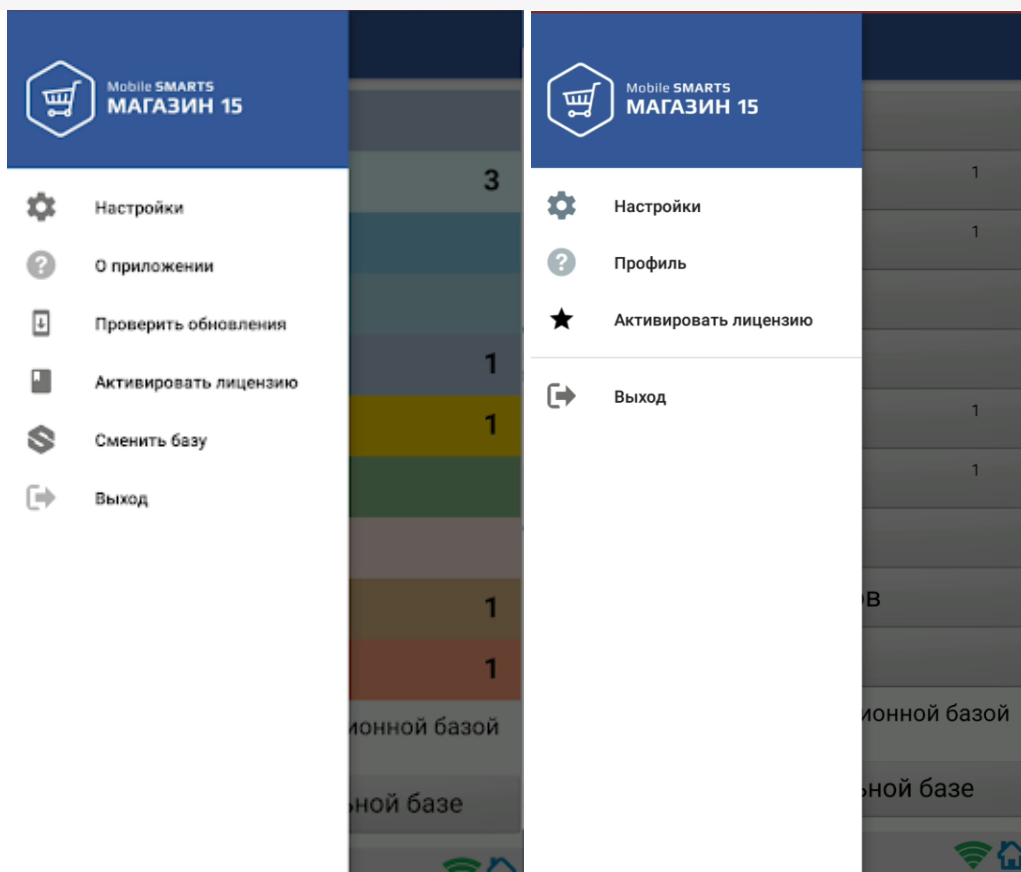 Mobile SMARTS
МАГАЗИН 15
Настройки
О приложении
Проверить обновления
Активировать лицензию
Сменить базу
Выход
3
1
1
1
1
ионной базой
ной базе
Mobile SMARTS
МАГАЗИН 15
Настройки
Профиль
Активировать лицензию
Выход
1
1
1
1
ов
ионной базой
ьной базе